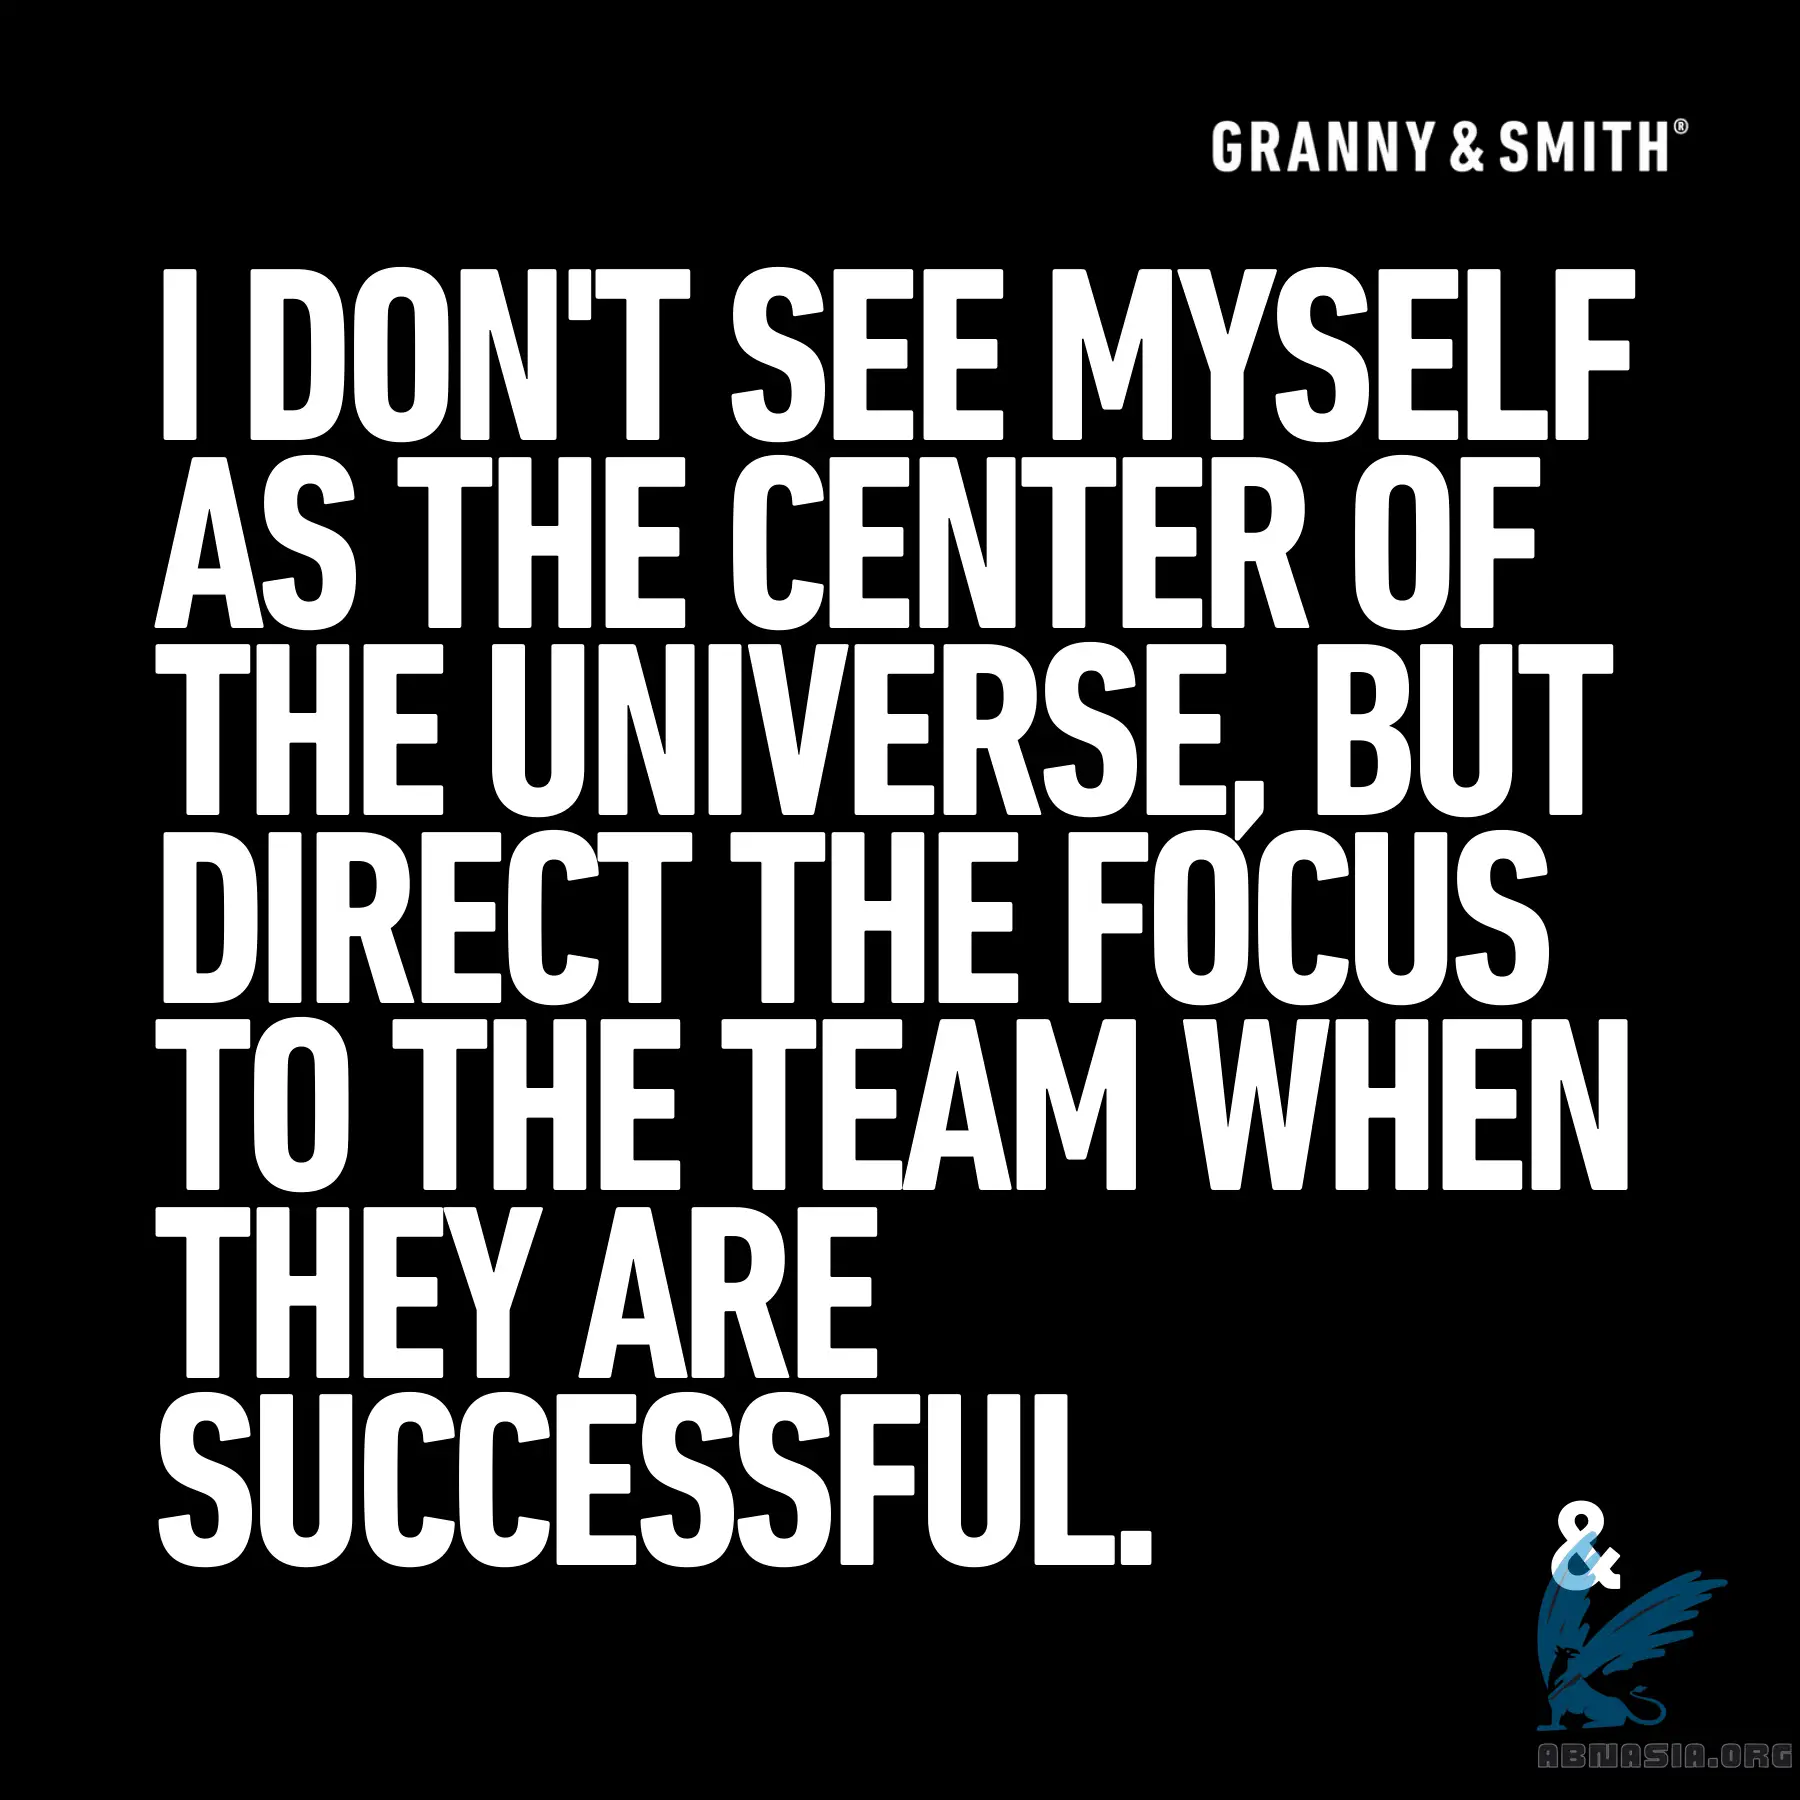 GRANNY & SMITH®
I DON'T SEE MYSELF
AS THE CENTER OF
THE UNIVERSE, BUT
DIRECT THE FOCUS
TO THE TEAM WHEN
THEY ARE
SUCCESSFUL.
&
ABNASIA.ORG